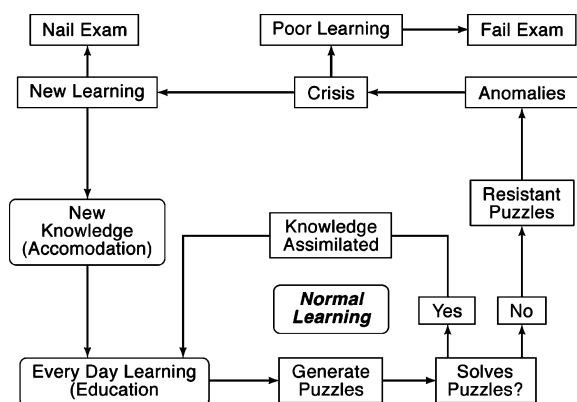 Nail Exam
Poor Learning
Fail Exam
New Learning
Crisis
Anomalies
New
Knowledge
(Accomodation)
Knowledge
Assimilated
Resistant
Puzzles
Normal
Learning
Yes
No
Every Day Learning
(Education
Generate
Puzzles
Solves
Puzzles?